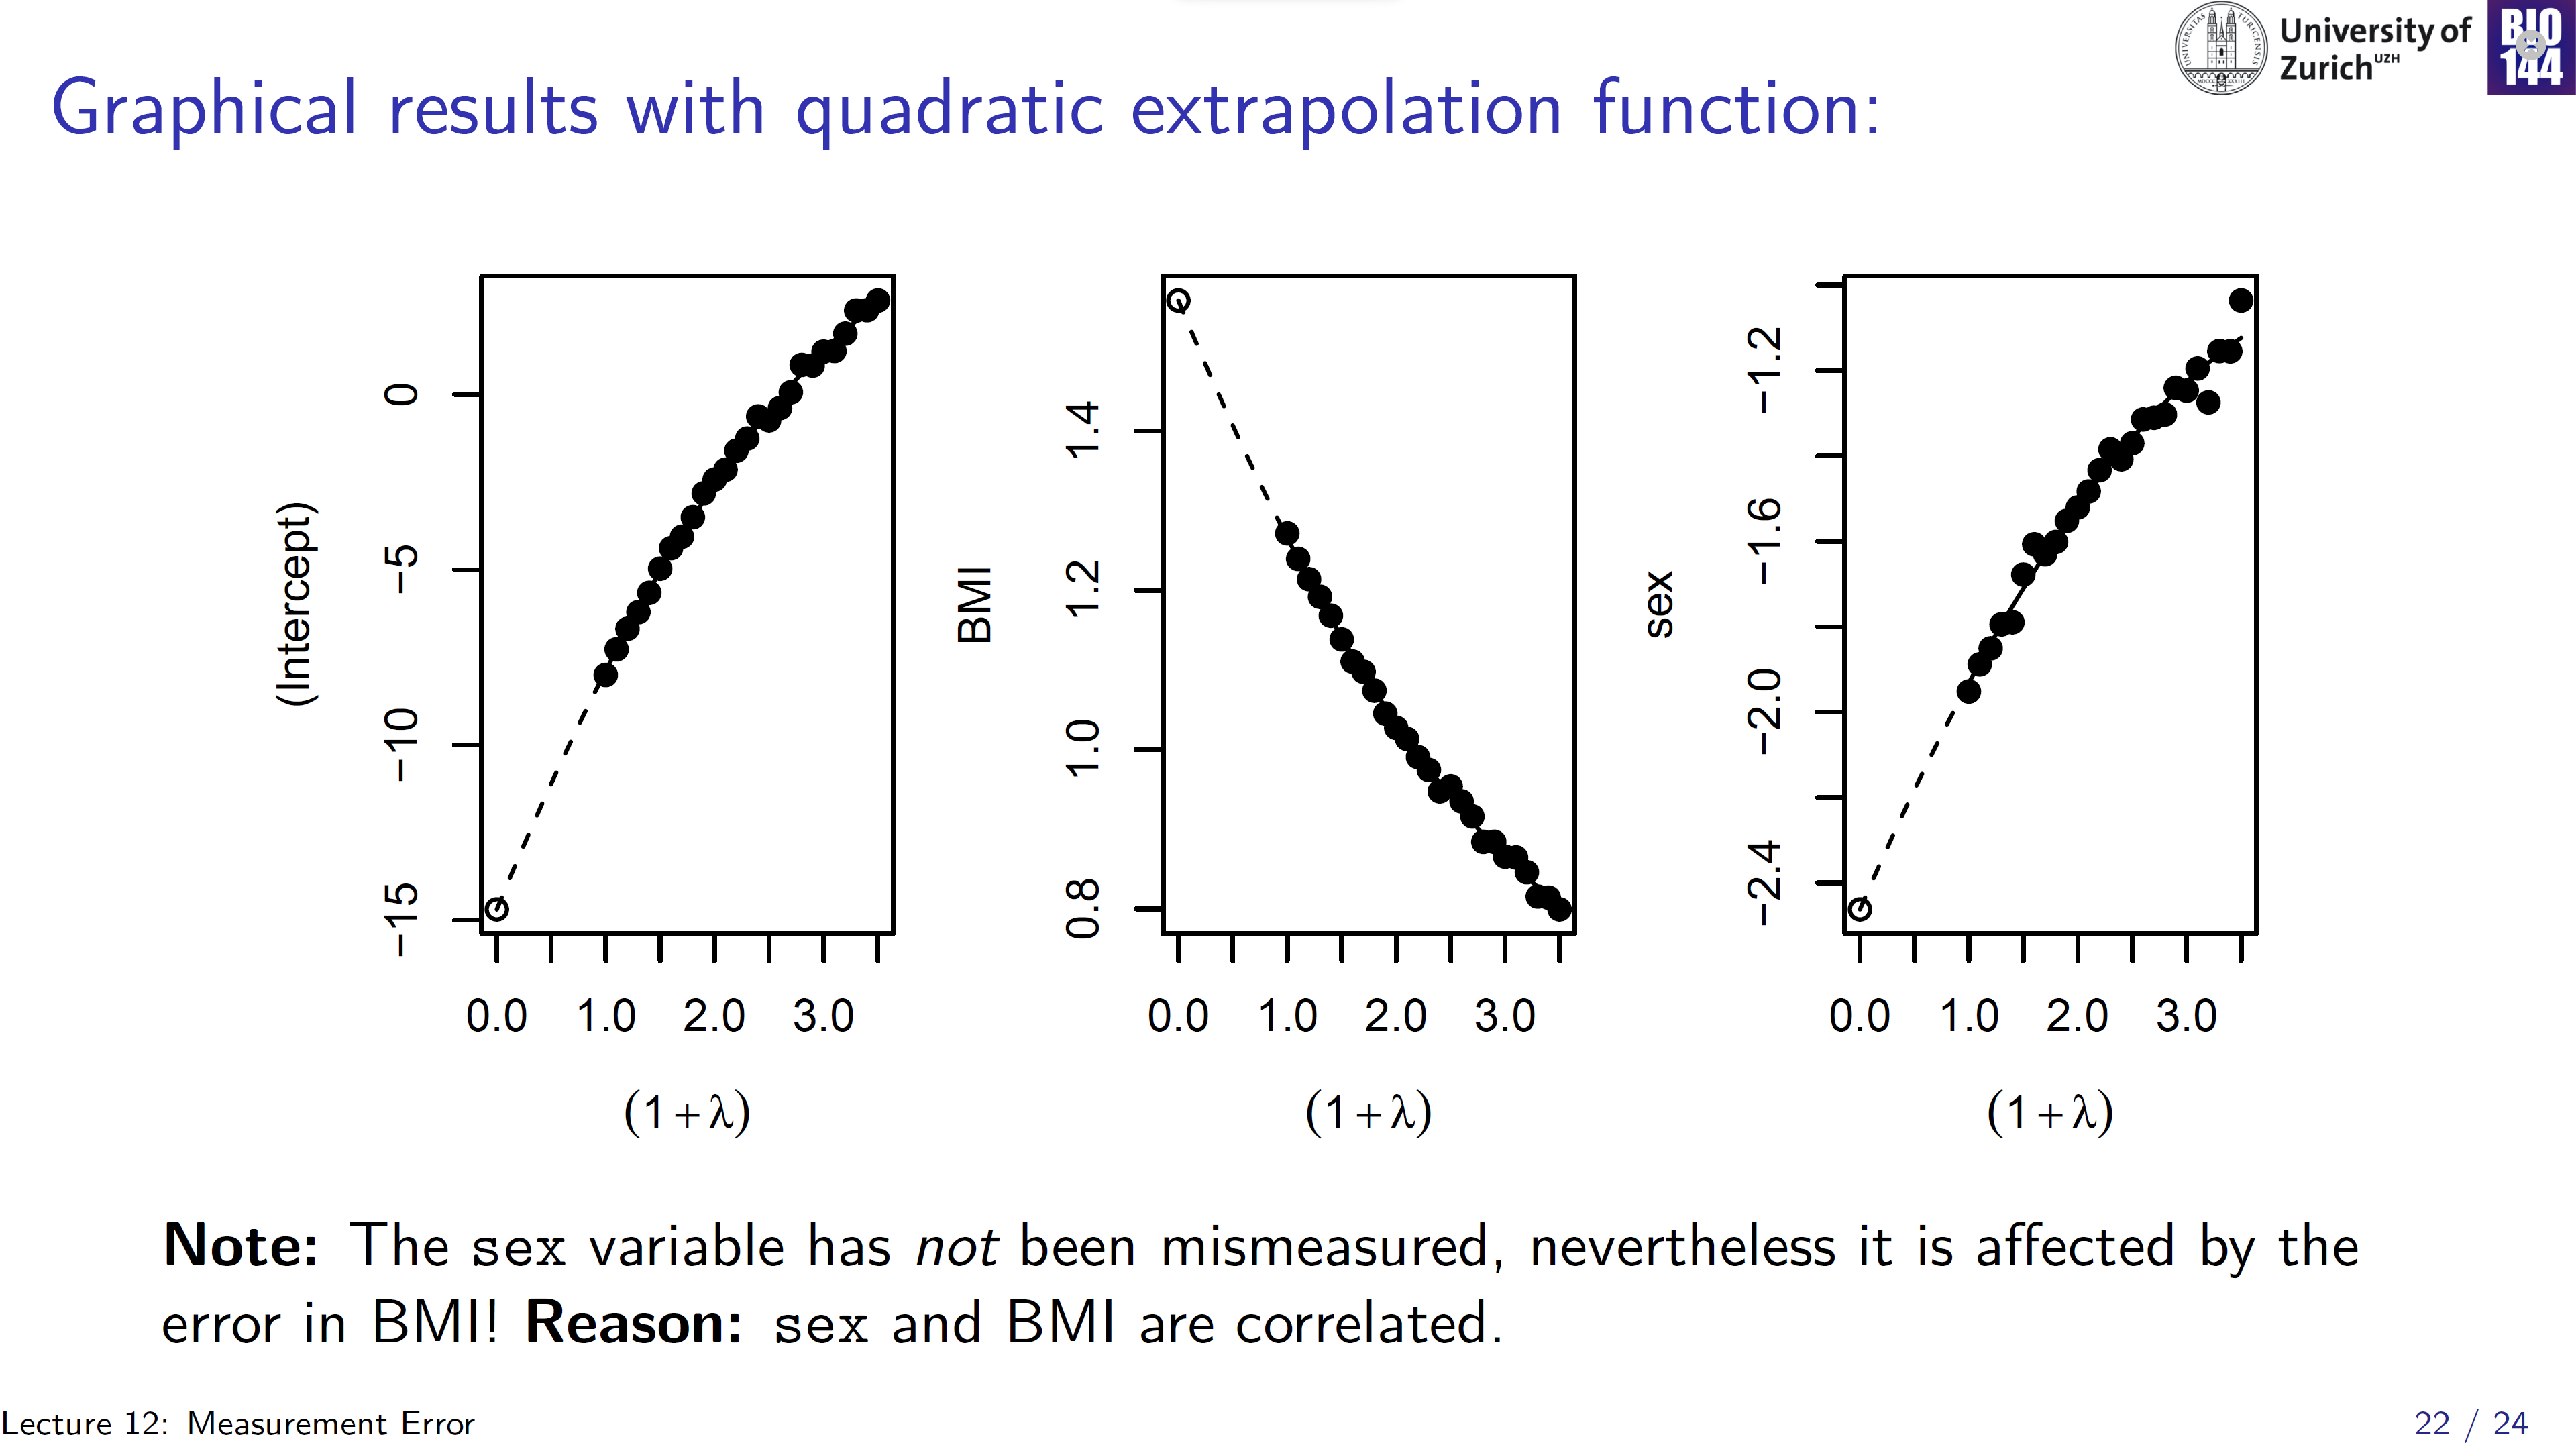 University of
Zurich UZH
BIO
144
Graphical results with quadratic extrapolation function:
(Intercept)
0
−5
−10
−15
0.0 1.0 2.0 3.0
(1 + λ)
BMI
1.4
1.2
1.0
0.8
0.0 1.0 2.0 3.0
(1 + λ)
sex
−1.2
−1.6
−2.0
−2.4
0.0 1.0 2.0 3.0
(1 + λ)
Note: The sex variable has not been mismeasured, nevertheless it is affected by the
error in BMI! Reason: sex and BMI are correlated.
Lecture 12: Measurement Error
22 / 24